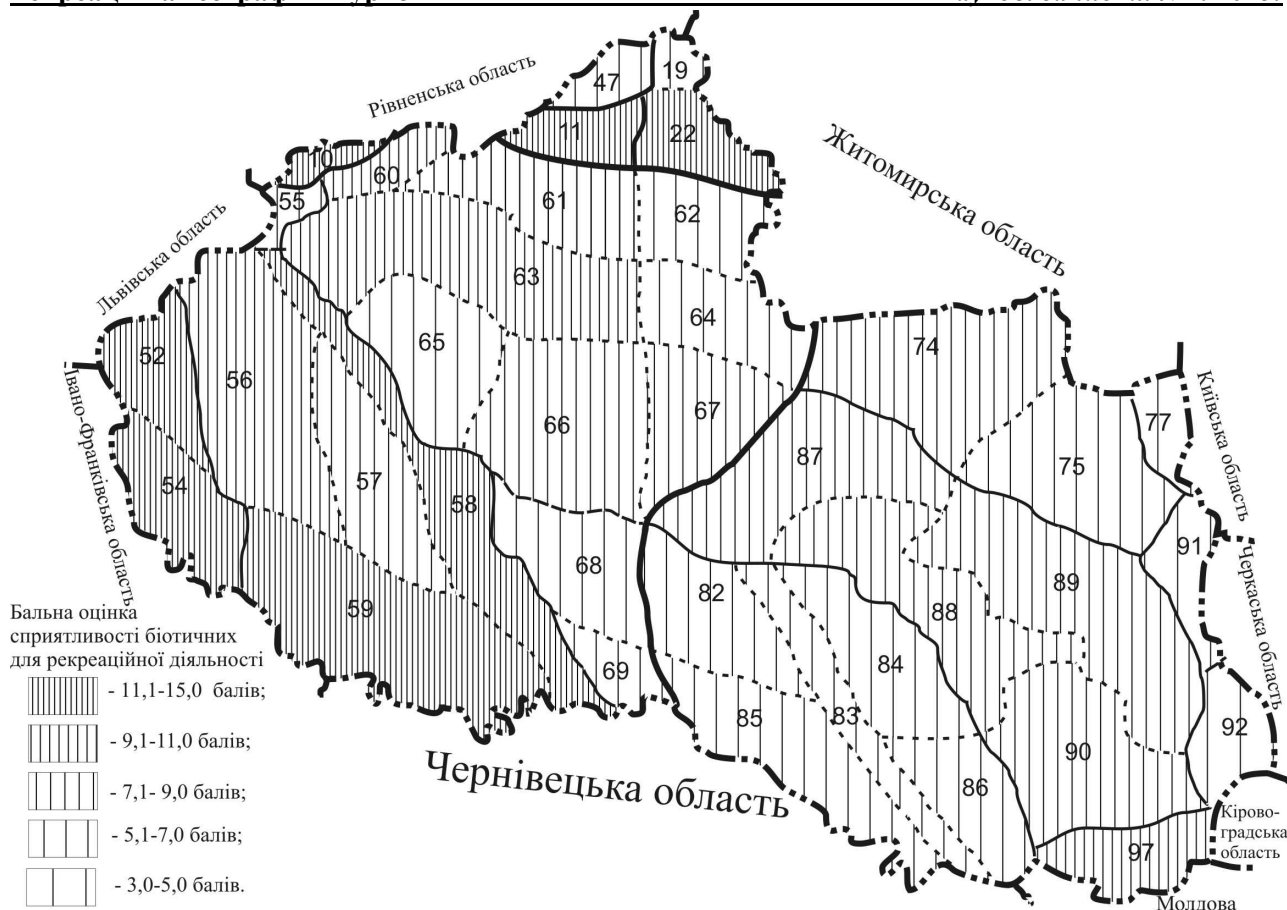 Рівненська область
Житомирська область
Львівська область
Івано-Франківська область
Київська область
Черкаська область
Чернівецька область
Кірово-
градська
область
Молдова
47
19
11
22
10
60
55
61
62
63
64
65
52
56
66
67
74
77
75
87
54
57
58
91
68
89
59
82
88
84
69
85
83
92
90
86
97
Бальна оцінка
сприятливості біотичних
для рекреаційної діяльності
- 11,1-15,0 балів;
- 9,1-11,0 балів;
- 7,1- 9,0 балів;
- 5,1-7,0 балів;
- 3,0-5,0 балів.